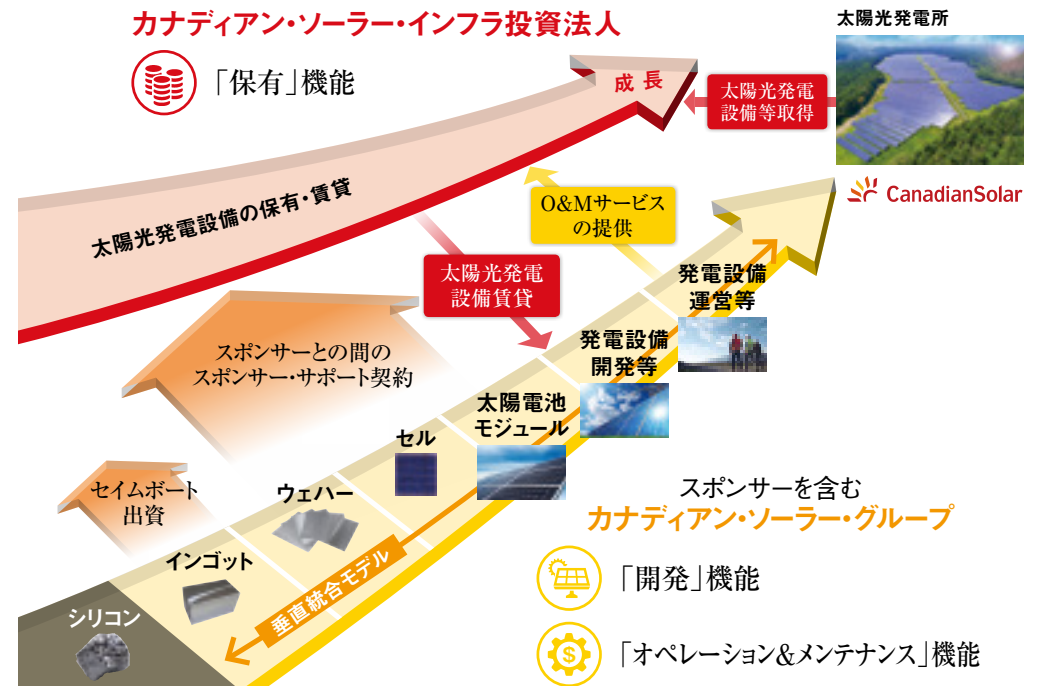 カナディアン・ソーラー・インフラ投資法人
「保有」機能
太陽光発電所
成長
太陽光発電
設備等取得
CanadianSolar
太陽光発電設備の保有・賃貸
O&Mサービス
の提供
太陽光発電
設備賃貸
発電設備
運営等
スポンサーとの間の
スポンサー・サポート契約
発電設備
開発等
太陽電池
モジュール
セル
セイムボート
出資
ウェハー
インゴット
シリコン
垂直統合モデル
スポンサーを含む
カナディアン・ソーラー・グループ
「開発」機能
$
「オペレーション&メンテナンス」機能